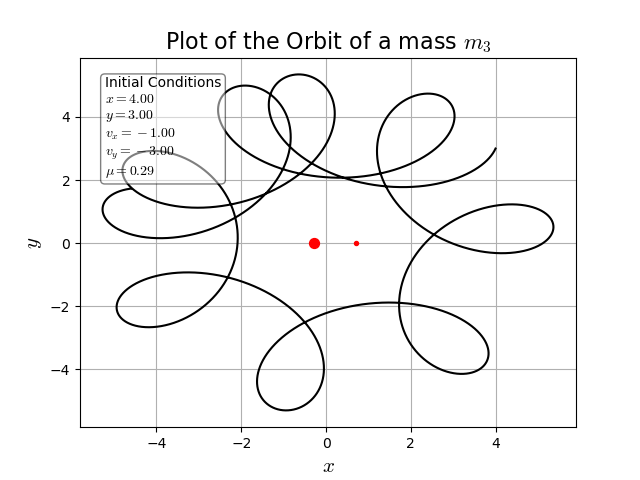 Plot of the Orbit of a mass m₃
Initial Conditions
x = 4.00
y = 3.00
vₓ = −1.00
v_y = −3.00
μ = 0.29
4
2
0
−2
−4
y
−4
−2
0
2
4
x